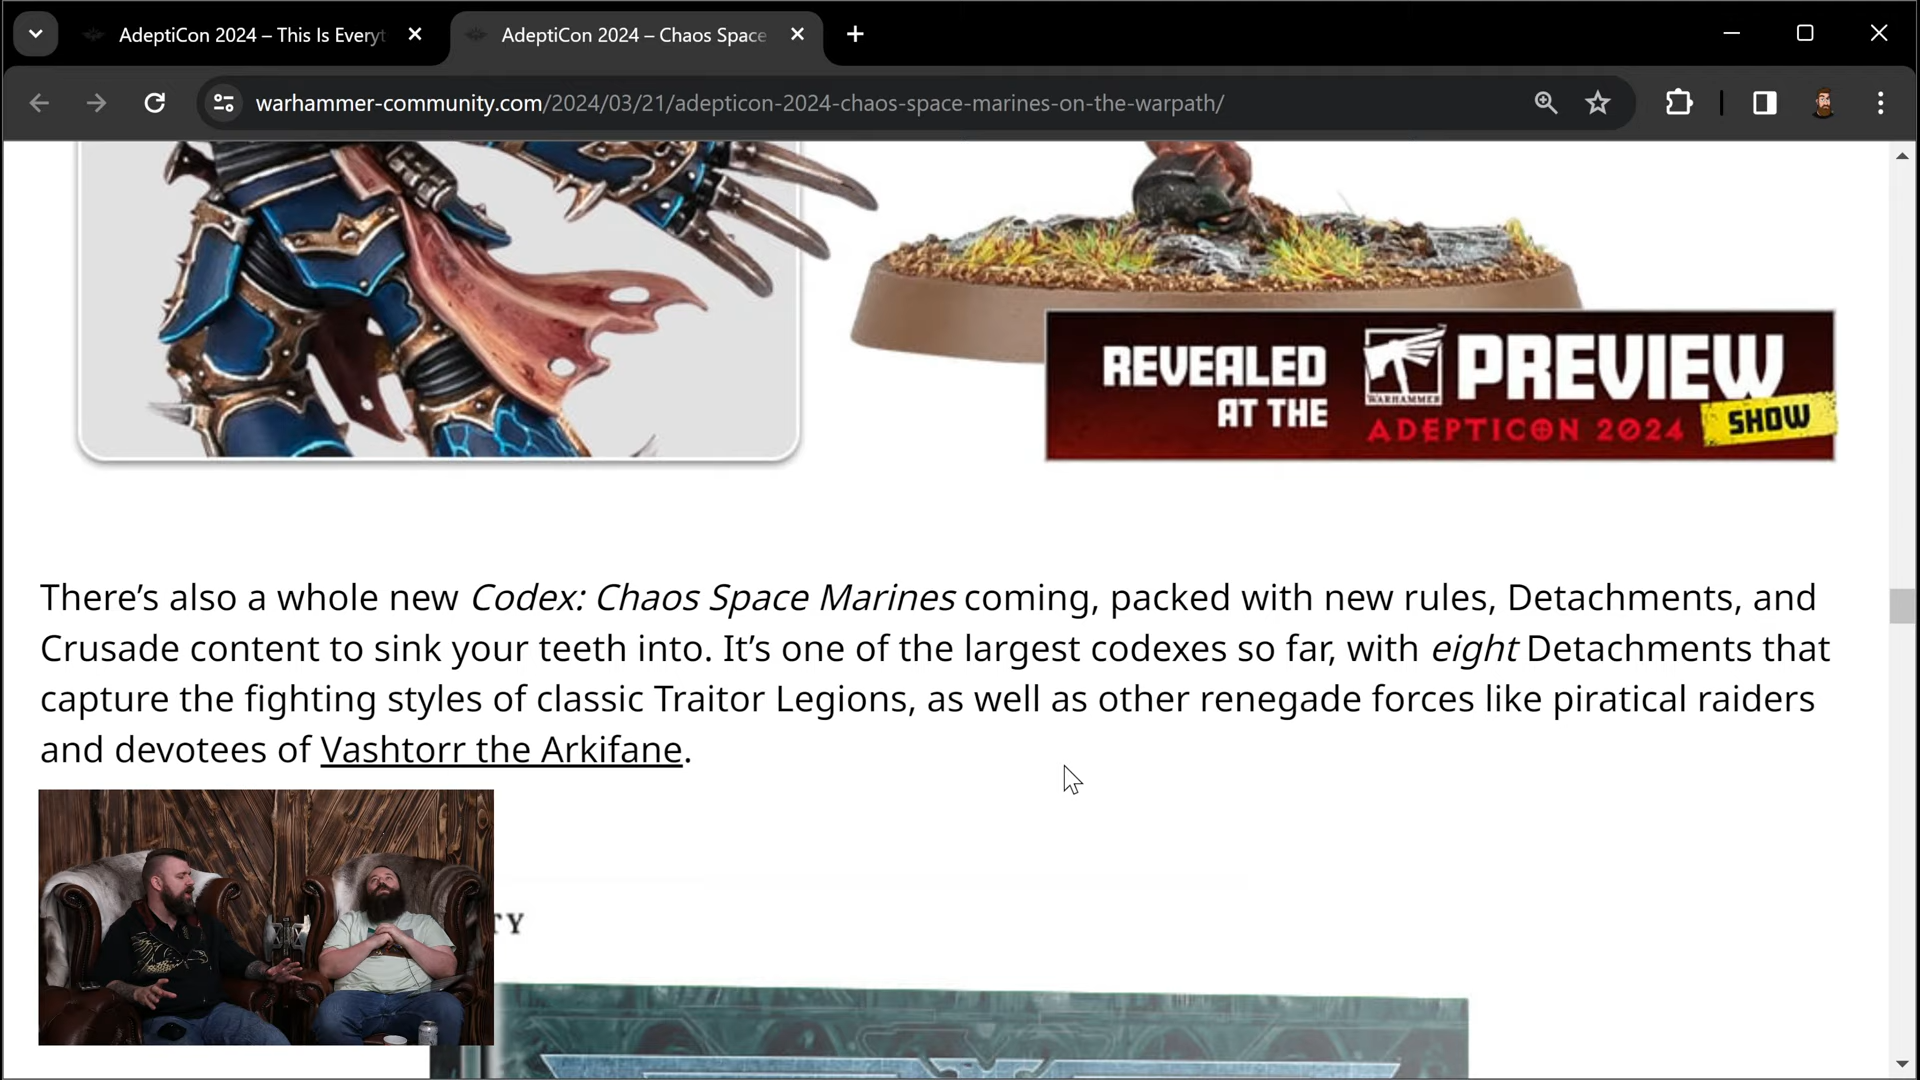 AdeptiCon 2024 – This Is Everyt
AdeptiCon 2024 – Chaos Space
warhammer-community.com/2024/03/21/adepticon-2024-chaos-space-marines-on-the-warpath/
REVEALED
AT THE
WARHAMMER
PREVIEW
ADEPTICON 2024
SHOW
There’s also a whole new Codex: Chaos Space Marines coming, packed with new rules, Detachments, and
Crusade content to sink your teeth into. It’s one of the largest codexes so far, with eight Detachments that
capture the fighting styles of classic Traitor Legions, as well as other renegade forces like piratical raiders
and devotees of Vashtorr the Arkifane.
TY